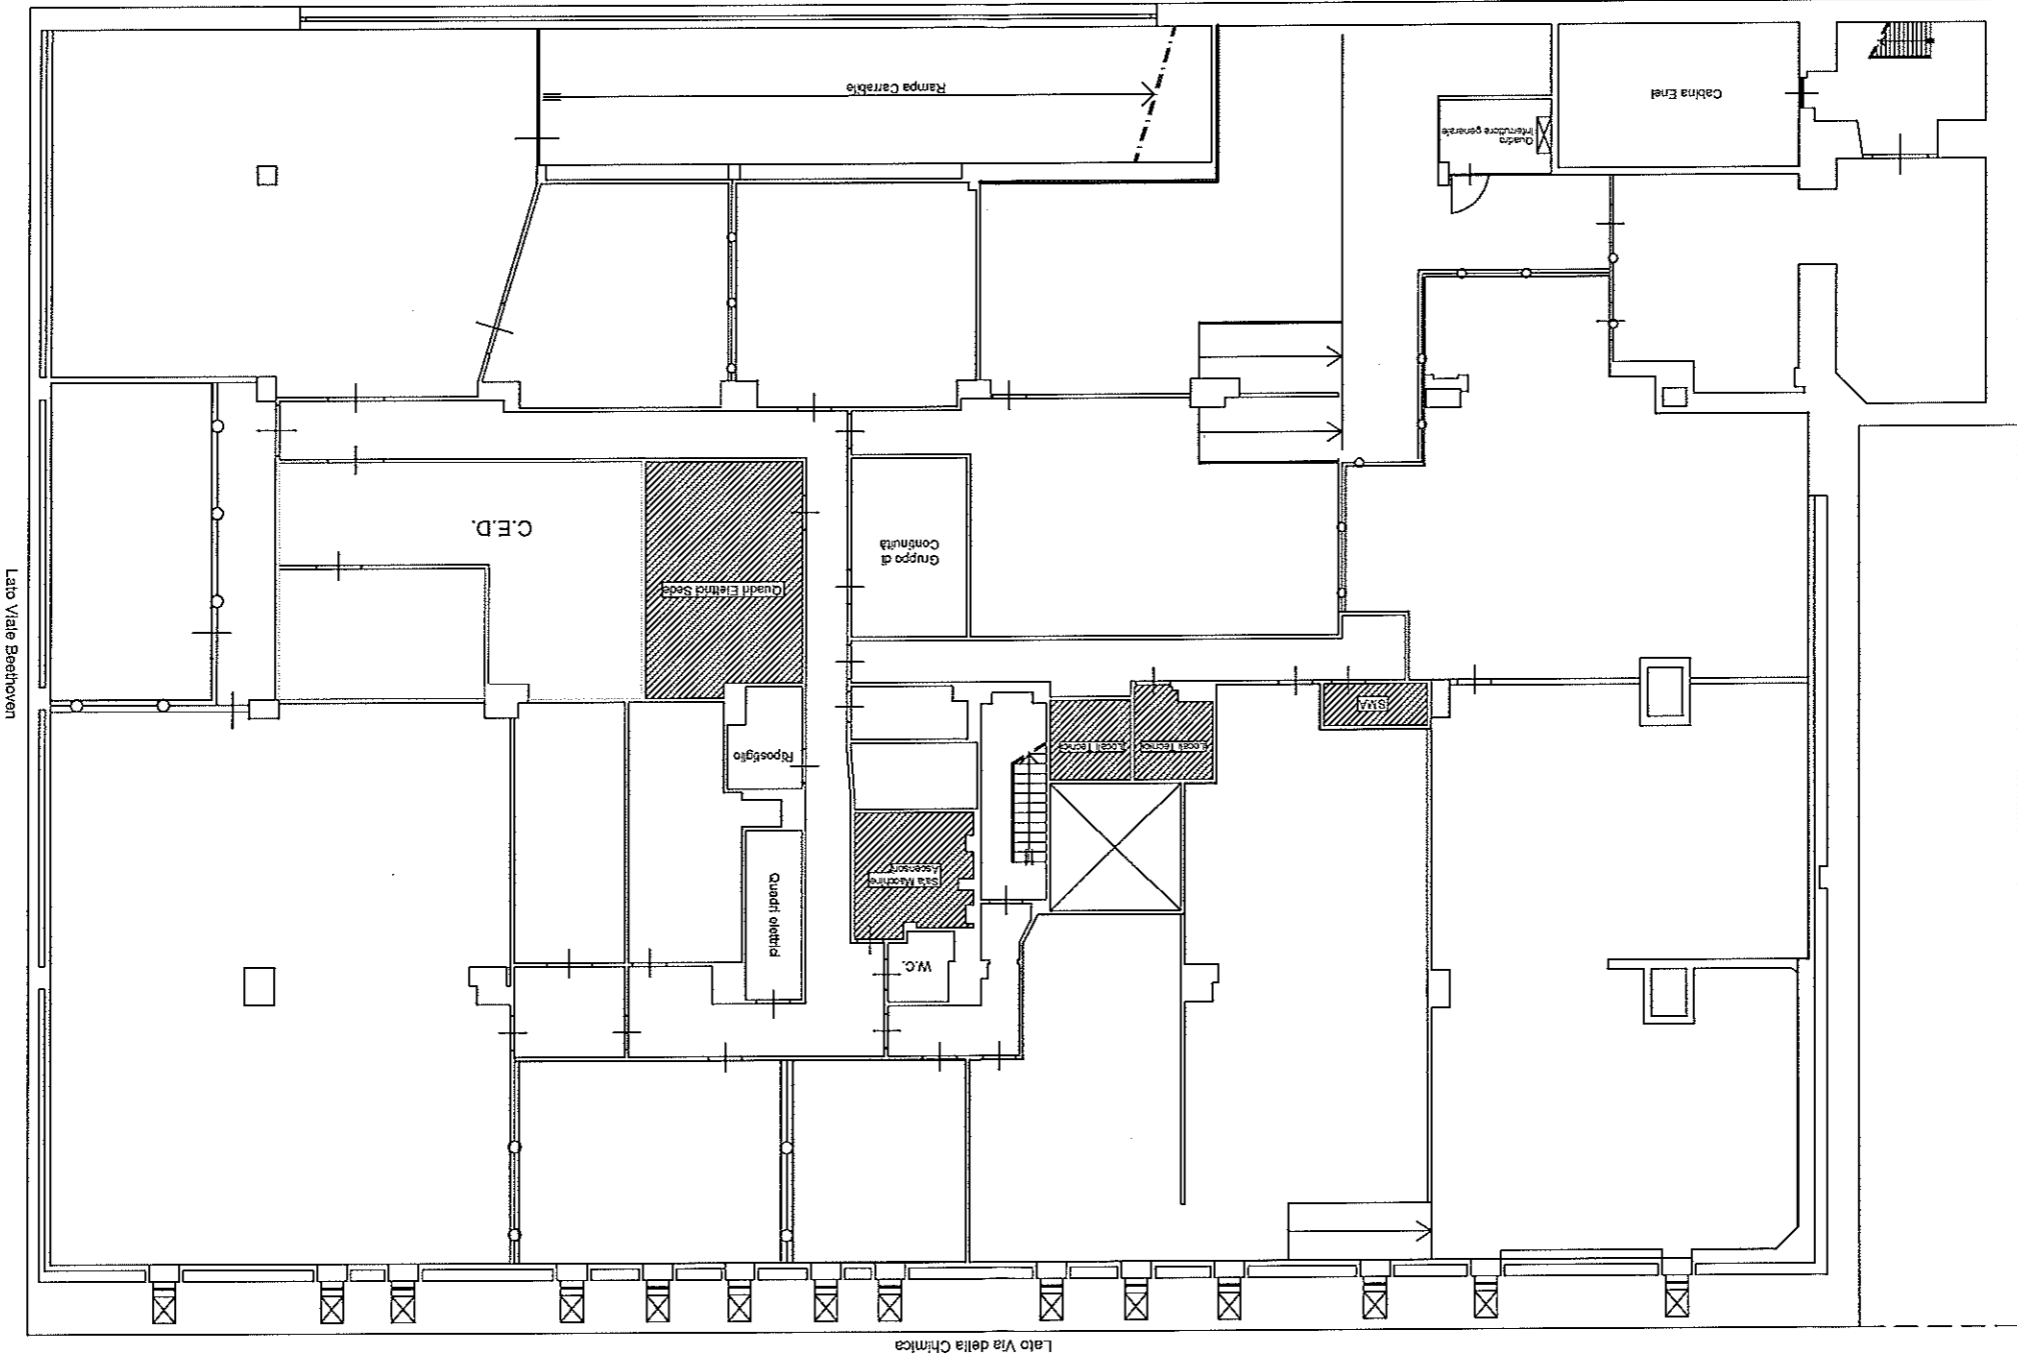 Rampa Carrabile
Cabina Enel
Quadro
Interruttore generale
C.E.D.
Gruppo di
Continuità
Quadri Elettrici Sede
Lato Viale Beethoven
SMA
Locali Tecnici
Locali Tecnici
Ripostiglio
Sala Macchine
Ascensori
Quadri elettrici
W.C.
Lato Via della Chimica